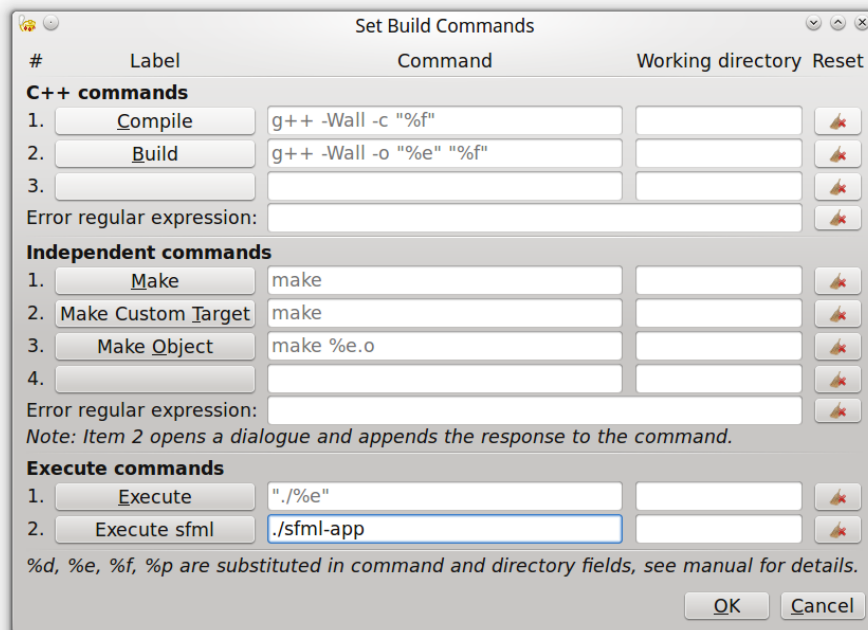 Set Build Commands
# Label Command Working directory Reset
C++ commands
1. Compile g++ -Wall -c "%f"
2. Build g++ -Wall -o "%e" "%f"
3.
Error regular expression:
Independent commands
1. Make make
2. Make Custom Target make
3. Make Object make %e.o
4.
Error regular expression:
Note: Item 2 opens a dialogue and appends the response to the command.
Execute commands
1. Execute "./%e"
2. Execute sfml ./sfml-app
%d, %e, %f, %p are substituted in command and directory fields, see manual for details.
OK Cancel